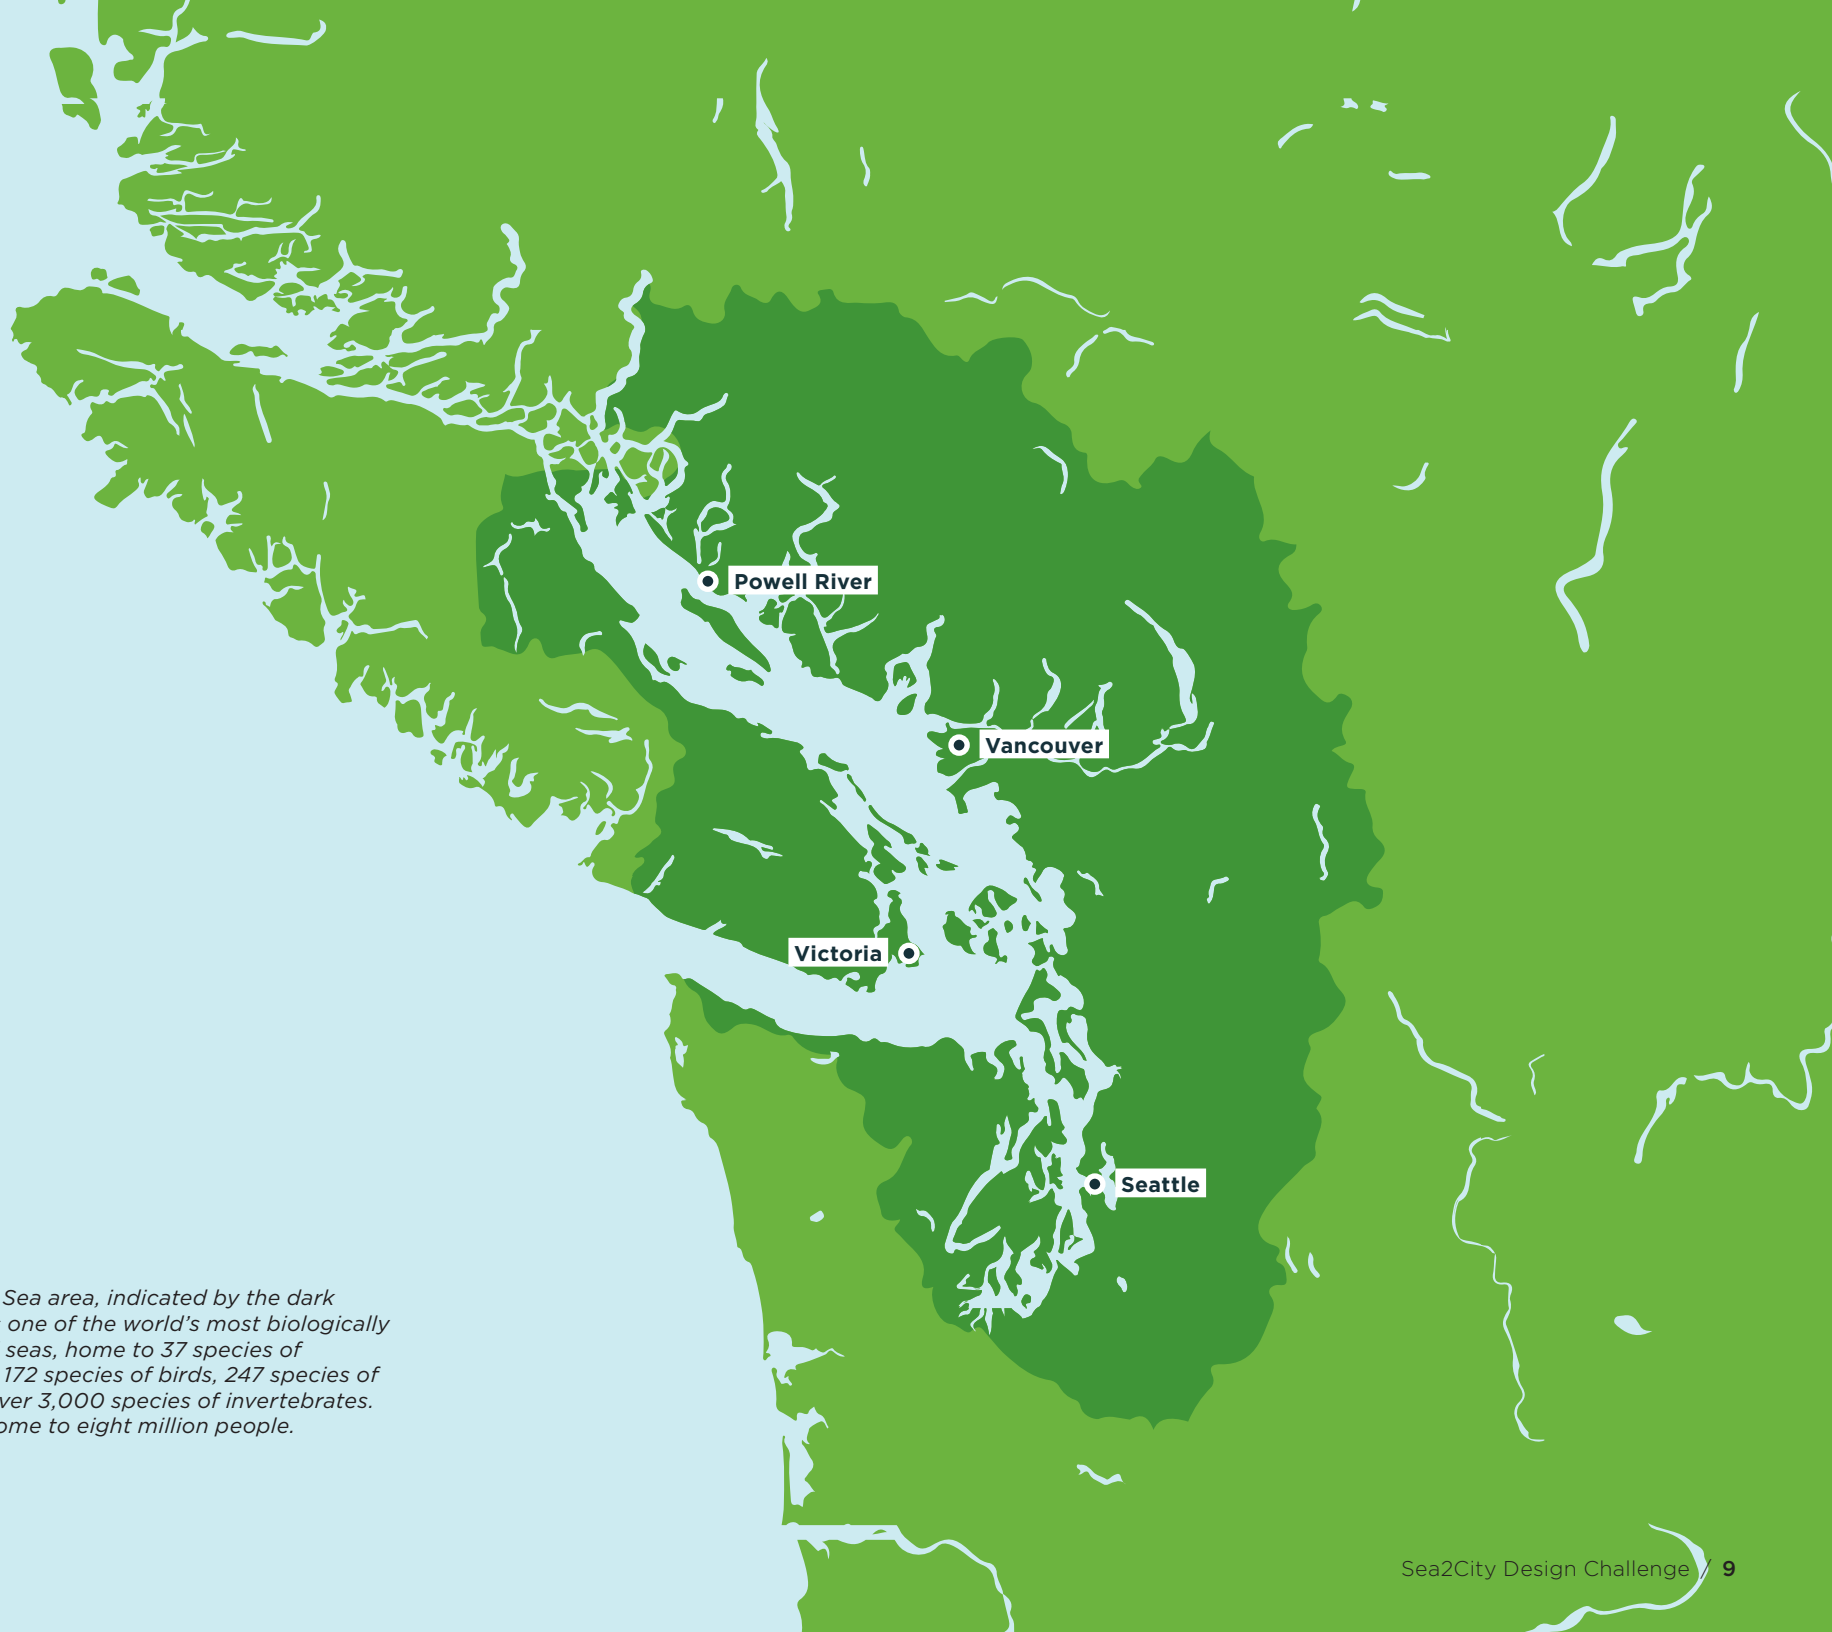 Powell River
Vancouver
Victoria
Seattle
Sea area, indicated by the dark
one of the world’s most biologically
seas, home to 37 species of
172 species of birds, 247 species of
ver 3,000 species of invertebrates.
ome to eight million people.
Sea2City Design Challenge / 9